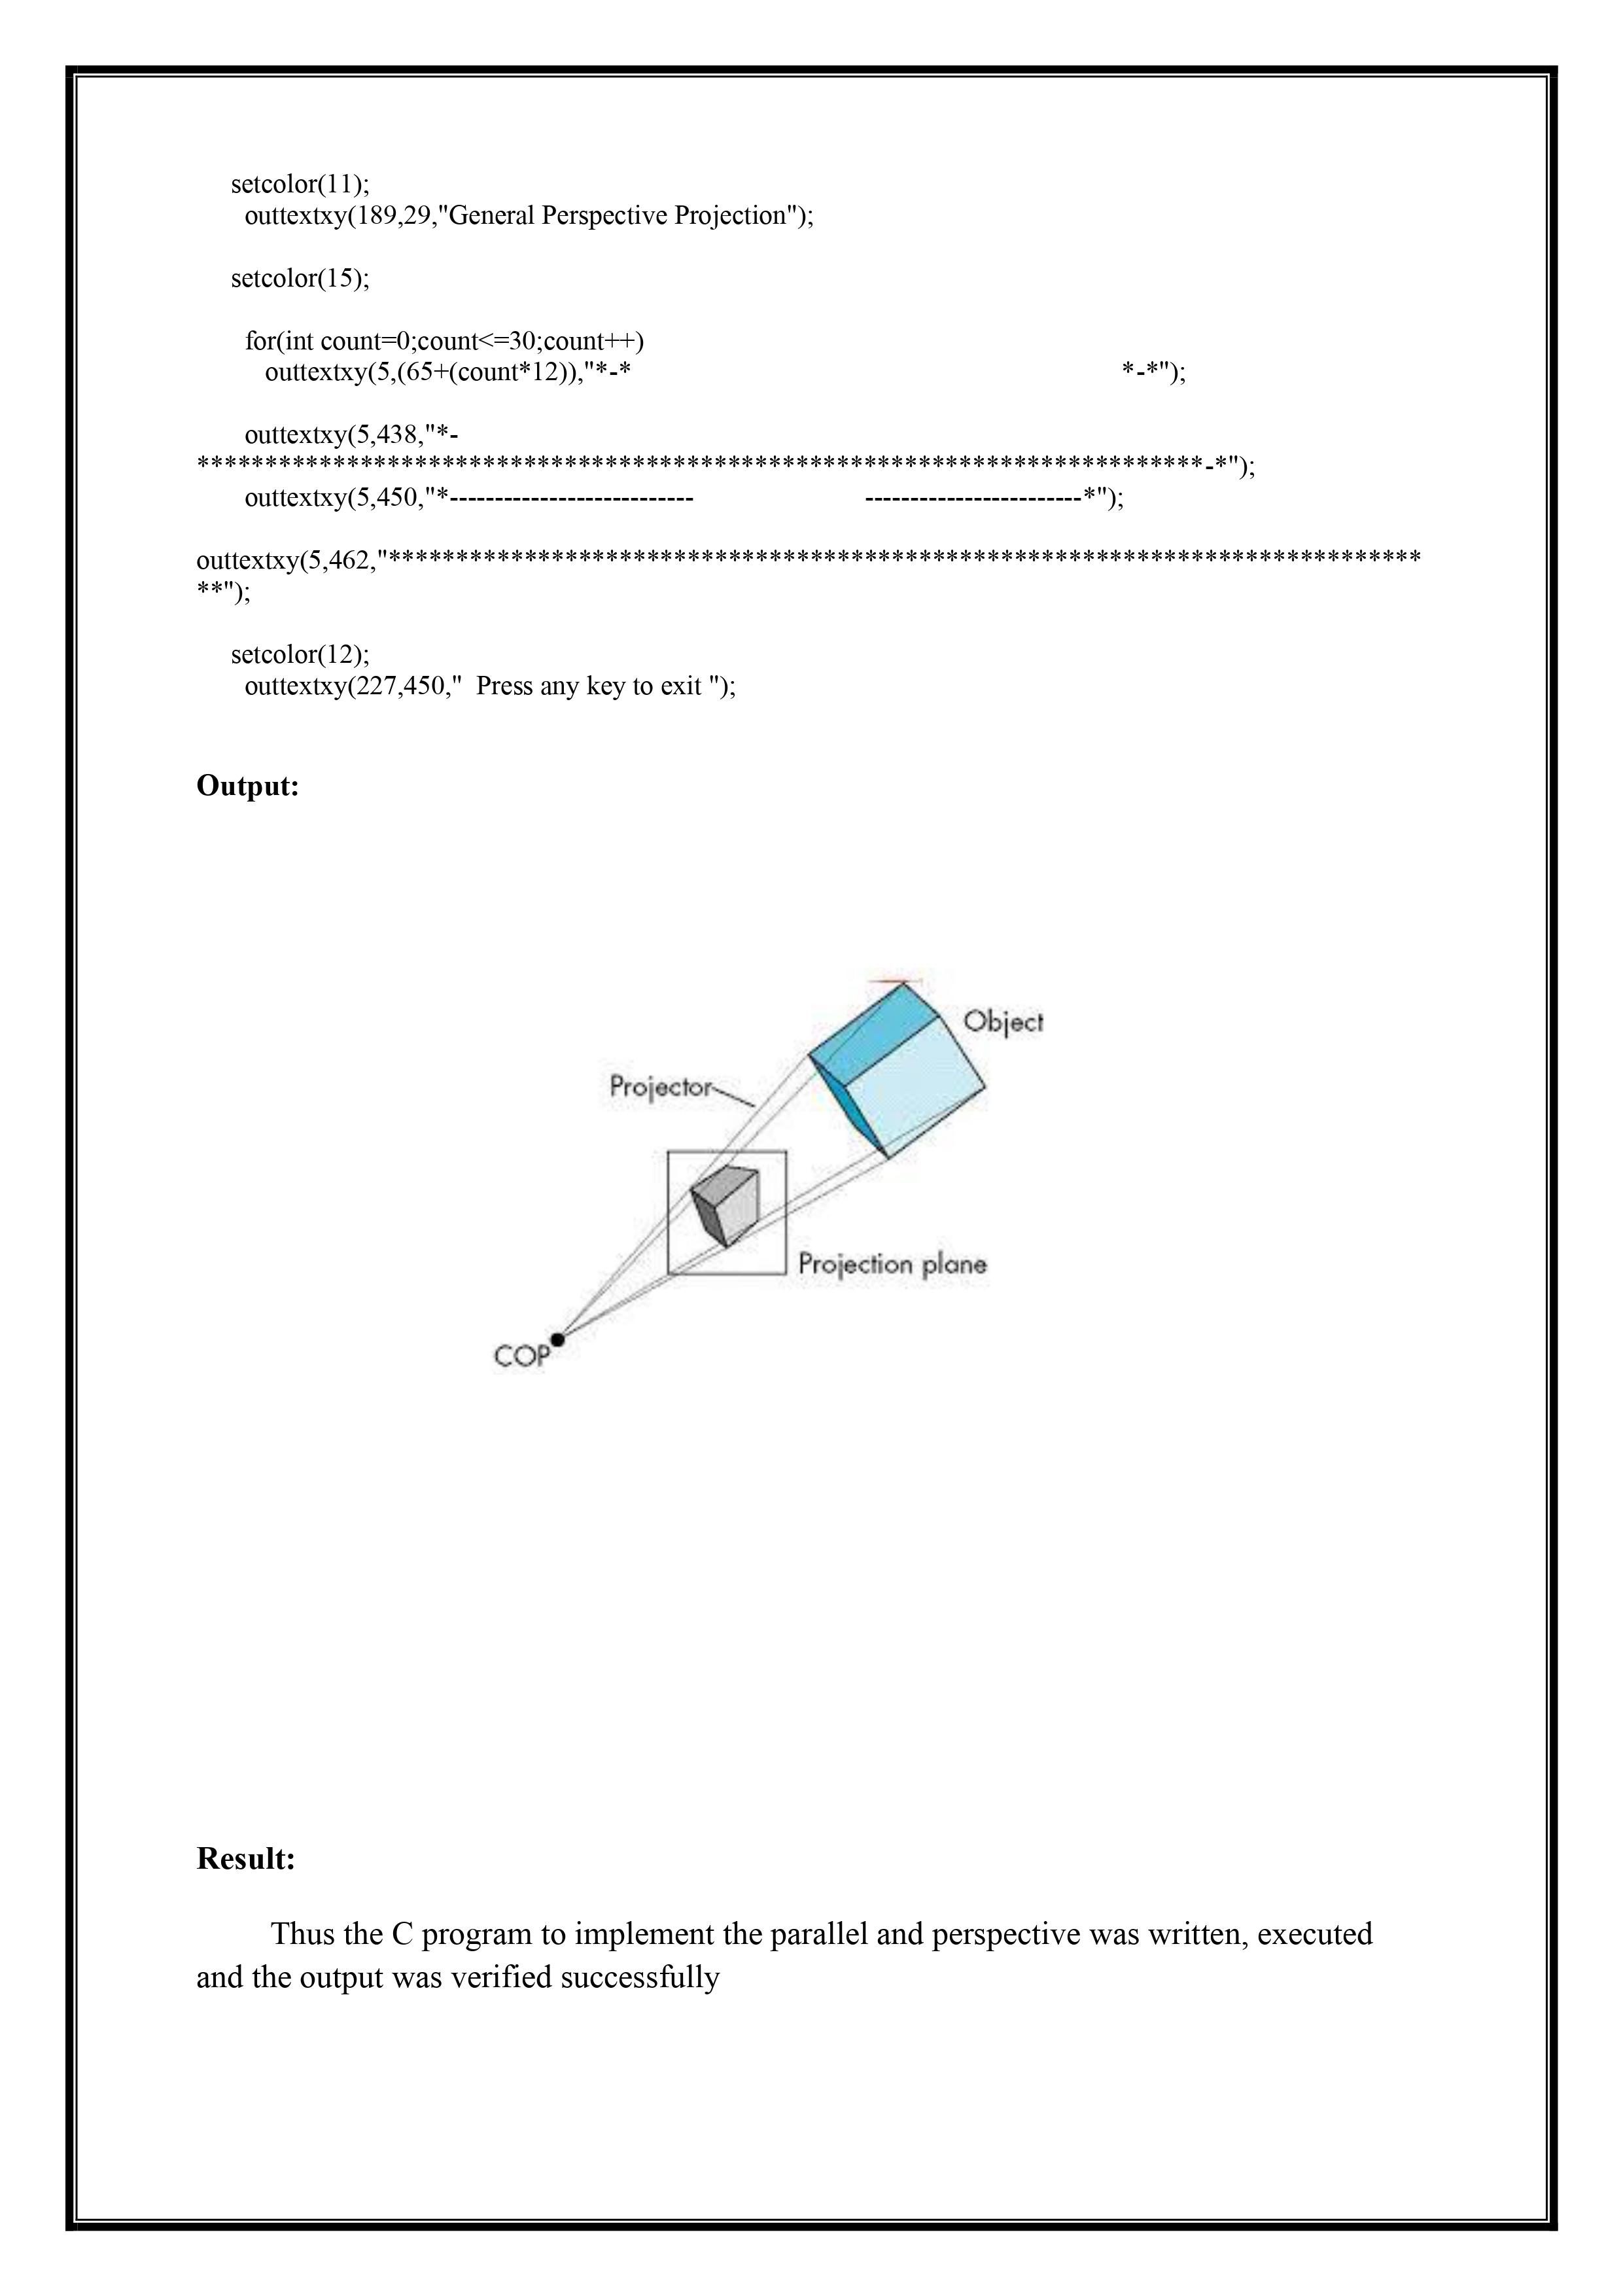 setcolor(11);
outtextxy(189,29,"General Perspective Projection");
setcolor(15);
for(int count=0;count<=30;count++)
outtextxy(5,(65+(count*12)),"*-*                                                                         *-*");
outtextxy(5,438,"*-
**************************************************************************-*");
outtextxy(5,450,"*---------------------------                         ------------------------*");
outtextxy(5,462,"****************************************************************************
**");
setcolor(12);
outtextxy(227,450,"  Press any key to exit ");
Output:
Object
Projector
Projection plane
COP
Result:
Thus the C program to implement the parallel and perspective was written, executed
and the output was verified successfully